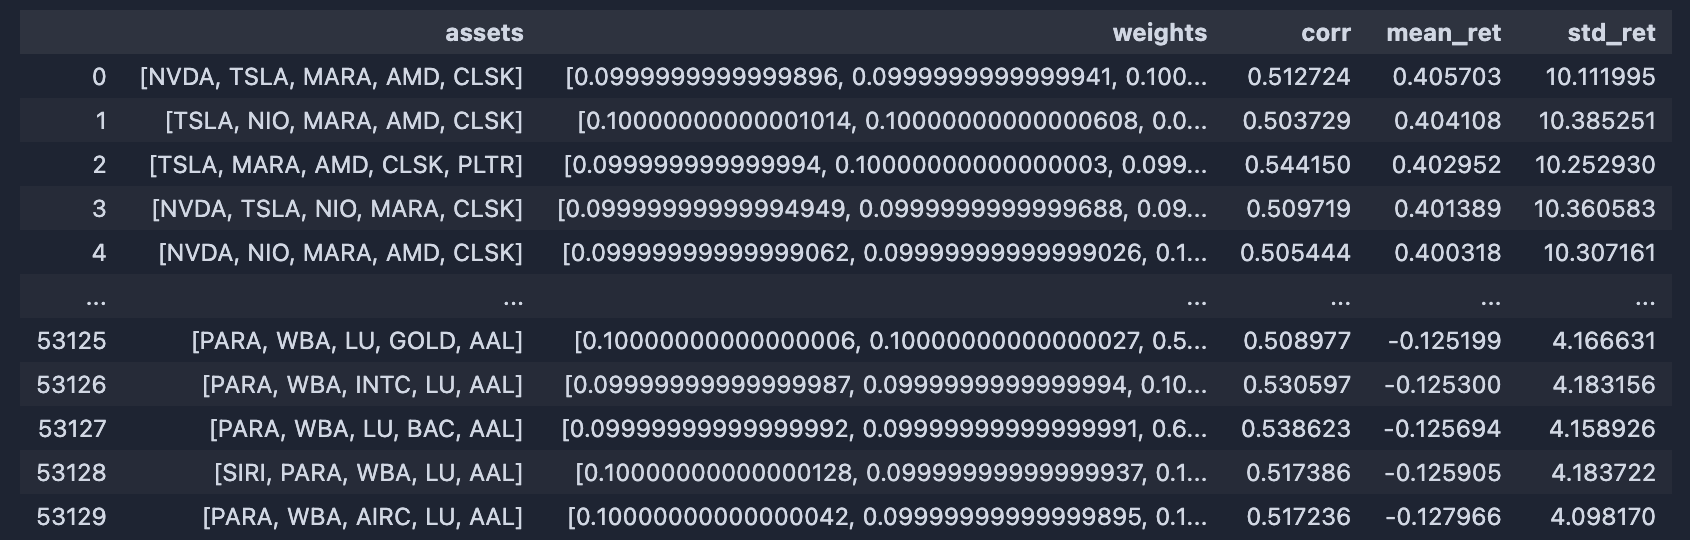 assets weights corr mean_ret std_ret
0 [NVDA, TSLA, MARA, AMD, CLSK] [0.0999999999999896, 0.0999999999999941, 0.100... 0.512724 0.405703 10.111995
1 [TSLA, NIO, MARA, AMD, CLSK] [0.10000000000001014, 0.10000000000000608, 0.0... 0.503729 0.404108 10.385251
2 [TSLA, MARA, AMD, CLSK, PLTR] [0.099999999999994, 0.10000000000000003, 0.099... 0.544150 0.402952 10.252930
3 [NVDA, TSLA, NIO, MARA, CLSK] [0.09999999999994949, 0.0999999999999688, 0.09... 0.509719 0.401389 10.360583
4 [NVDA, NIO, MARA, AMD, CLSK] [0.09999999999999062, 0.09999999999999026, 0.1... 0.505444 0.400318 10.307161
... ... ... ... ... ...
53125 [PARA, WBA, LU, GOLD, AAL] [0.10000000000000006, 0.10000000000000027, 0.5... 0.508977 -0.125199 4.166631
53126 [PARA, WBA, INTC, LU, AAL] [0.09999999999999987, 0.0999999999999994, 0.10... 0.530597 -0.125300 4.183156
53127 [PARA, WBA, LU, BAC, AAL] [0.09999999999999992, 0.09999999999999991, 0.6... 0.538623 -0.125694 4.158926
53128 [SIRI, PARA, WBA, LU, AAL] [0.10000000000000128, 0.09999999999999937, 0.1... 0.517386 -0.125905 4.183722
53129 [PARA, WBA, AIRC, LU, AAL] [0.10000000000000042, 0.09999999999999895, 0.1... 0.517236 -0.127966 4.098170